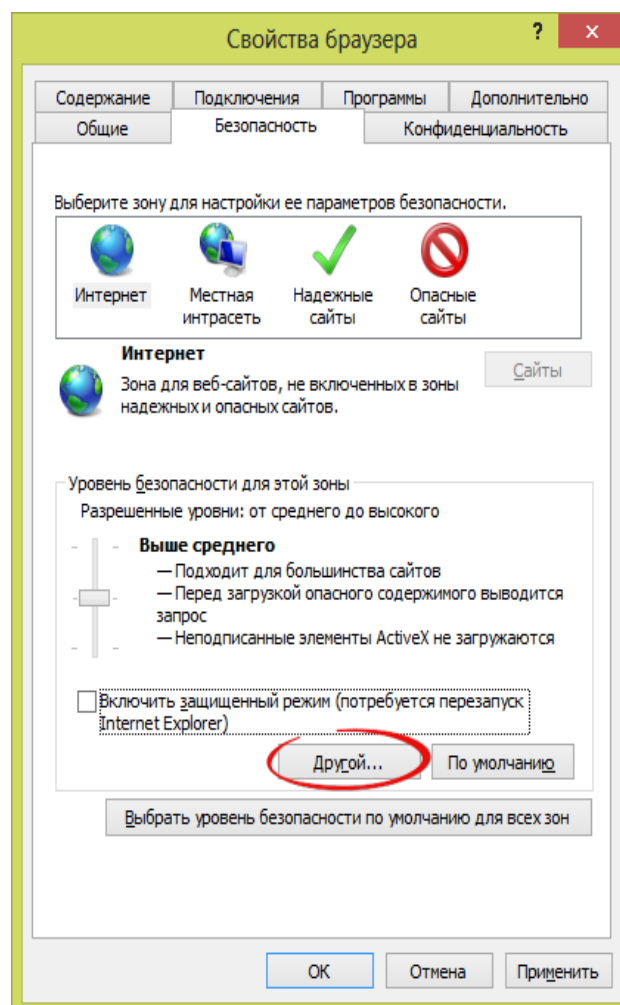 Свойства браузера
?
x
Содержание
Подключения
Программы
Дополнительно
Общие
Безопасность
Конфиденциальность
Выберите зону для настройки ее параметров безопасности.
Интернет
Местная
интрасеть
Надежные
сайты
Опасные
сайты
Интернет
Зона для веб-сайтов, не включенных в зоны
надежных и опасных сайтов.
Сайты
Уровень безопасности для этой зоны
Разрешенные уровни: от среднего до высокого
Выше среднего
— Подходит для большинства сайтов
— Перед загрузкой опасного содержимого выводится
запрос
— Неподписанные элементы ActiveX не загружаются
Включить защищенный режим (потребуется перезапуск
Internet Explorer)
Другой...
По умолчанию
Выбрать уровень безопасности по умолчанию для всех зон
ОК
Отмена
Применить